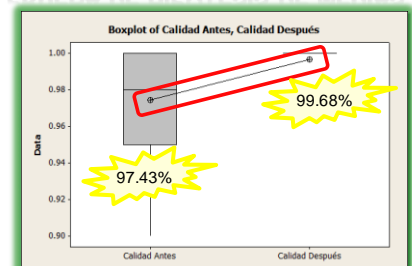 Boxplot of Calidad Antes, Calidad Después
1.00
0.98
0.96
0.94
0.92
0.90
Data
99.68%
97.43%
Calidad Antes
Calidad Después